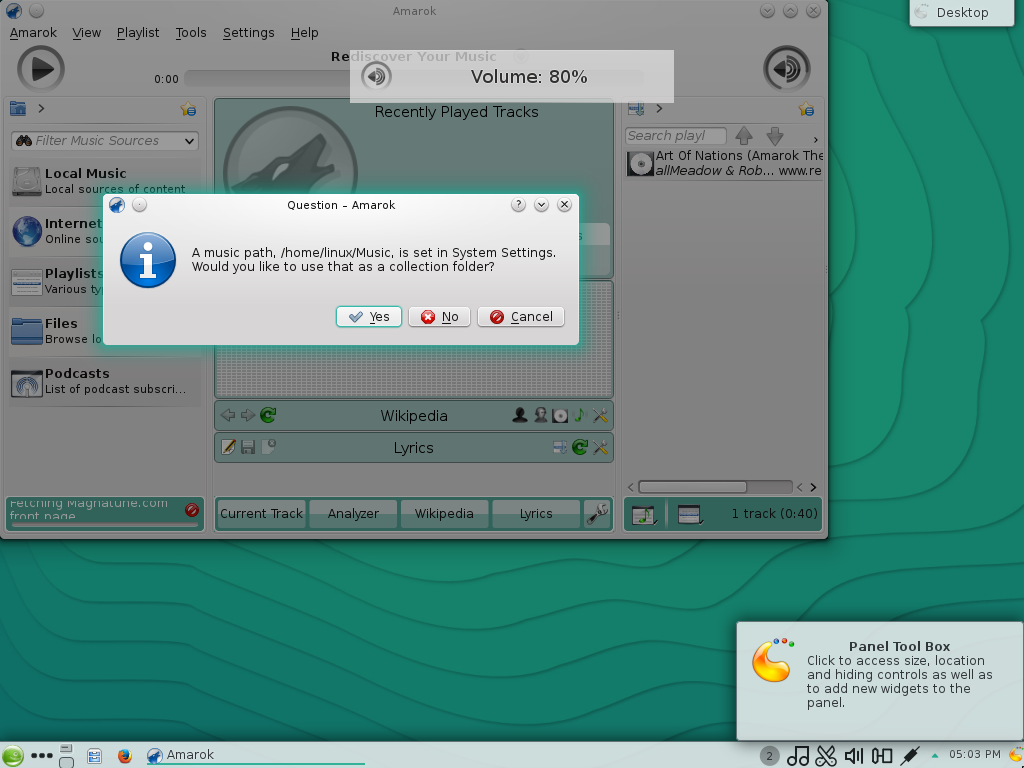 Amarok
Desktop
Amarok View Playlist Tools Settings Help
Rediscover Your Music
0:00
Volume: 80%
Recently Played Tracks
Filter Music Sources
Search playl
Local Music
Local sources of content
Art Of Nations (Amarok The
allMeadow & Rob... www.re
Internet
Online sou
Question – Amarok
A music path, /home/linux/Music, is set in System Settings.
Would you like to use that as a collection folder?
Yes No Cancel
Playlists
Various ty
Files
Browse lo
Podcasts
List of podcast subscri...
Wikipedia
Lyrics
Fetching Magnatune.com
front page
Current Track Analyzer Wikipedia Lyrics
1 track (0:40)
Panel Tool Box
Click to access size, location
and hiding controls as well as
to add new widgets to the
panel.
Amarok
2
05:03 PM